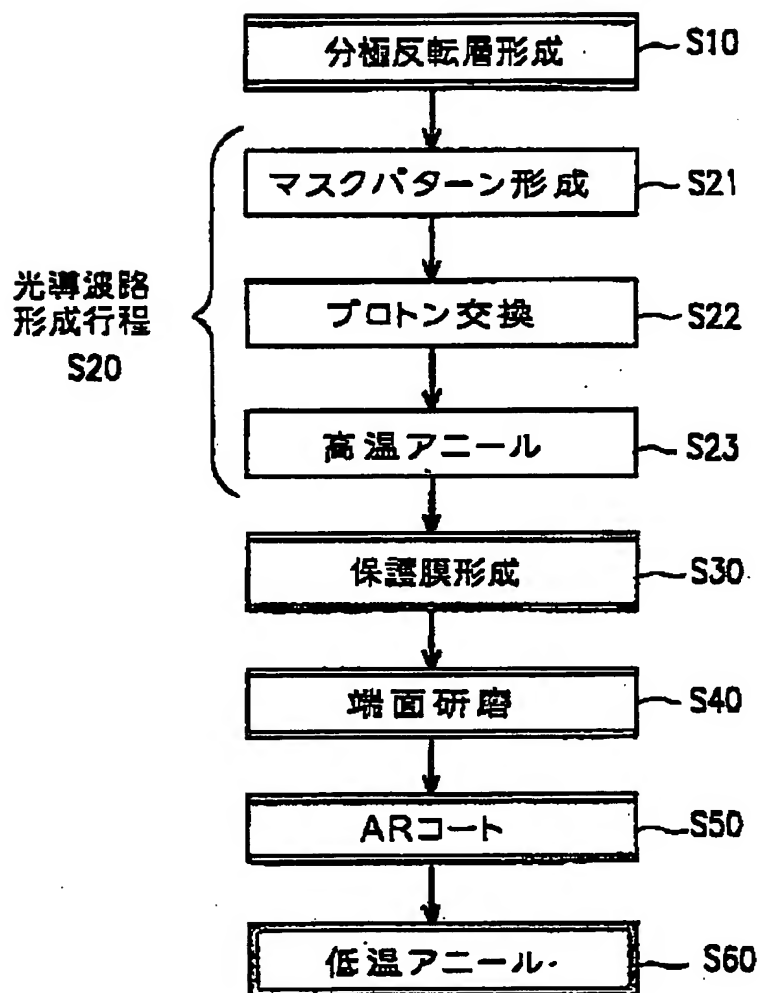 分極反転層形成 S10
マスクパターン形成 S21
光導波路
形成行程
S20
プロトン交換 S22
高温アニール S23
保護膜形成 S30
端面研磨 S40
ARコート S50
低温アニール S60